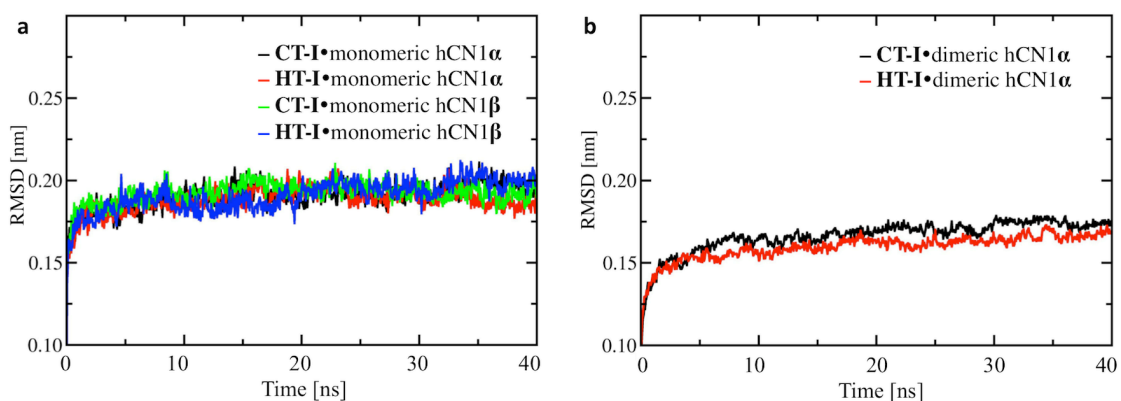 a
CT-I•monomeric hCN1α
HT-I•monomeric hCN1α
CT-I•monomeric hCN1β
HT-I•monomeric hCN1β
RMSD [nm]
0.25
0.20
0.15
0.10
0 10 20 30 40
Time [ns]
b
CT-I•dimeric hCN1α
HT-I•dimeric hCN1α
RMSD [nm]
0.25
0.20
0.15
0.10
0 10 20 30 40
Time [ns]